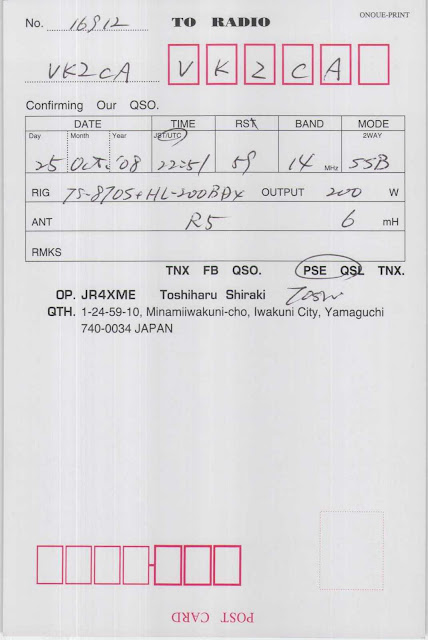 ONOUE-PRINT
No. 16912 TO RADIO
VK2CA V K 2 C A
Confirming Our QSO.
DATE TIME RST BAND MODE
Day Month Year JST/UTC 2WAY
25 Oct. '08 22:51 59 14 MHz SSB
RIG TS-870S+HL-200BDX OUTPUT 200 W
ANT R5 6 mH
RMKS
TNX FB QSO. PSE QSL TNX.
OP. JR4XME Toshiharu Shiraki
QTH. 1-24-59-10, Minamiiwakuni-cho, Iwakuni City, Yamaguchi
740-0034 JAPAN
POST CARD